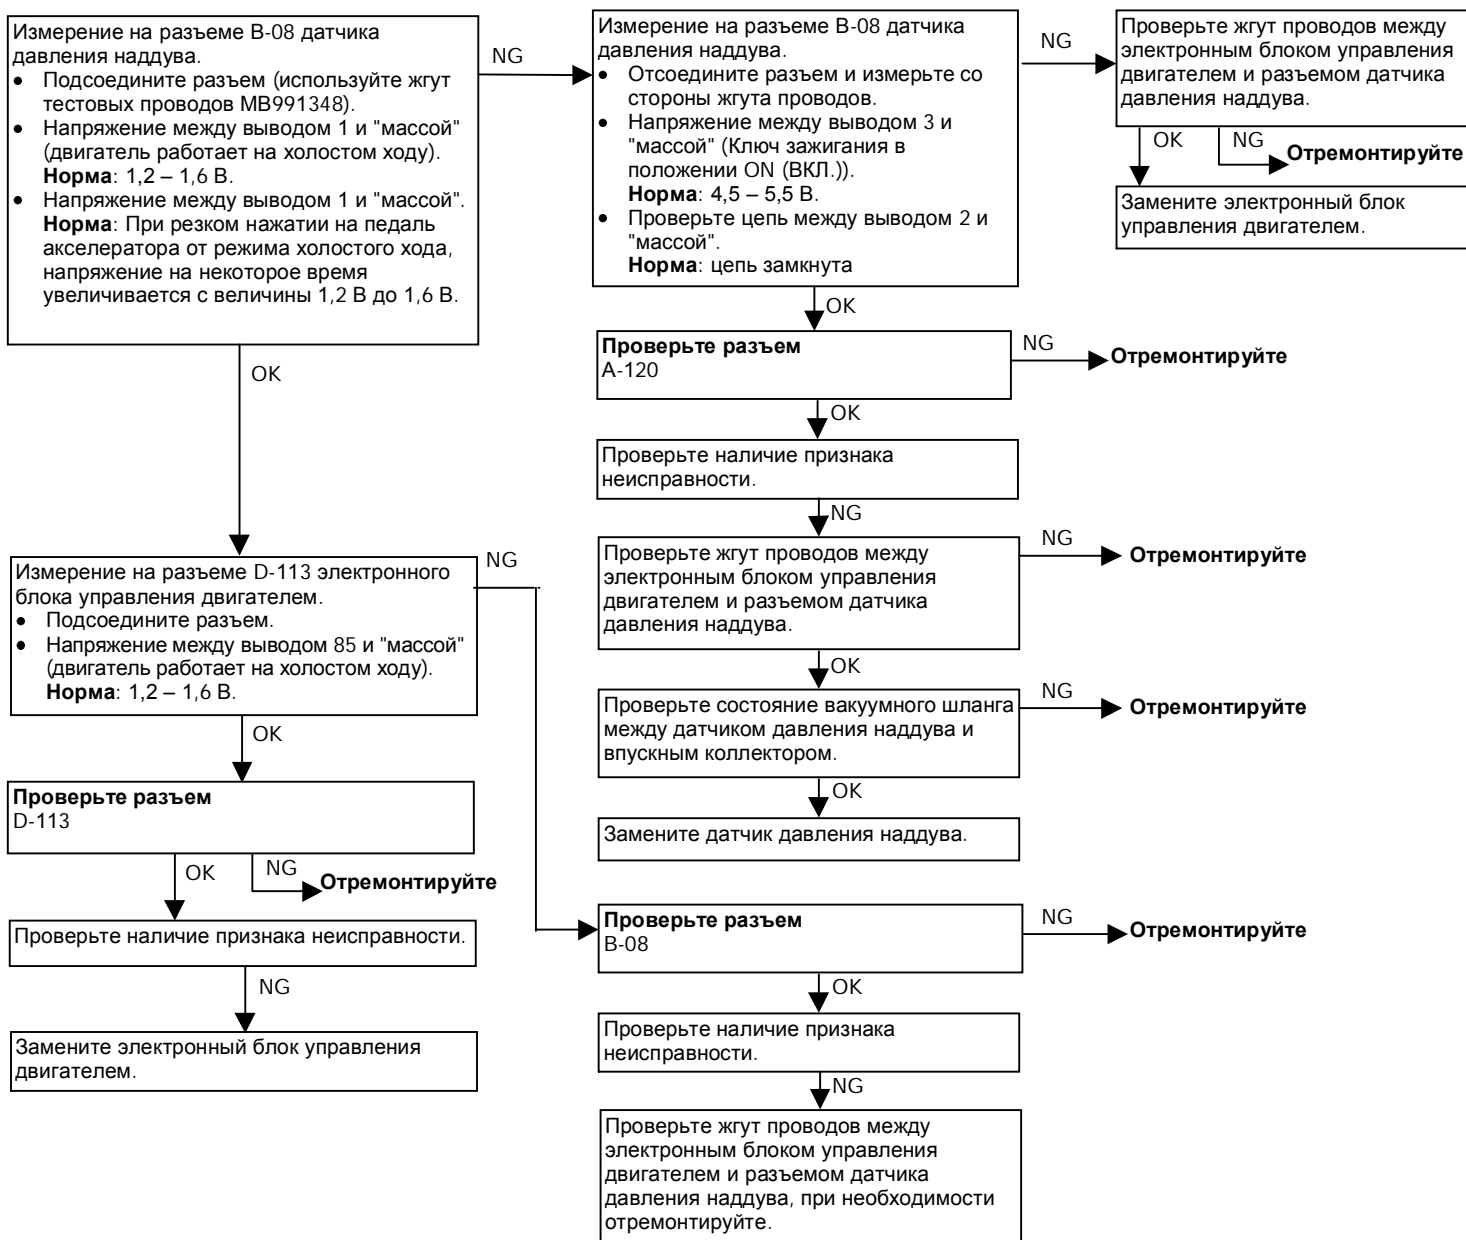 Измерение на разъеме B-08 датчика
давления наддува.
• Подсоедините разъем (используйте жгут
тестовых проводов MB991348).
• Напряжение между выводом 1 и "массой"
(двигатель работает на холостом ходу).
Норма: 1,2 – 1,6 В.
• Напряжение между выводом 1 и "массой".
Норма: При резком нажатии на педаль
акселератора от режима холостого хода,
напряжение на некоторое время
увеличивается с величины 1,2 В до 1,6 В.
NG
OK
Измерение на разъеме B-08 датчика
давления наддува.
• Отсоедините разъем и измерьте со
стороны жгута проводов.
• Напряжение между выводом 3 и
"массой" (Ключ зажигания в
положении ON (ВКЛ.)).
Норма: 4,5 – 5,5 В.
• Проверьте цепь между выводом 2 и
"массой".
Норма: цепь замкнута
NG
OK
Проверьте жгут проводов между
электронным блоком управления
двигателем и разъемом датчика
давления наддува.
OK
NG
Отремонтируйте
Замените электронный блок
управления двигателем.
Проверьте разъем
A-120
NG
Отремонтируйте
OK
Проверьте наличие признака
неисправности.
NG
Проверьте жгут проводов между
электронным блоком управления
двигателем и разъемом датчика
давления наддува.
NG
Отремонтируйте
OK
Проверьте состояние вакуумного шланга
между датчиком давления наддува и
впускным коллектором.
NG
Отремонтируйте
OK
Замените датчик давления наддува.
Измерение на разъеме D-113 электронного
блока управления двигателем.
• Подсоедините разъем.
• Напряжение между выводом 85 и "массой"
(двигатель работает на холостом ходу).
Норма: 1,2 – 1,6 В.
NG
OK
Проверьте разъем
D-113
OK
NG
Отремонтируйте
Проверьте наличие признака неисправности.
NG
Замените электронный блок управления
двигателем.
Проверьте разъем
B-08
NG
Отремонтируйте
OK
Проверьте наличие признака
неисправности.
NG
Проверьте жгут проводов между
электронным блоком управления
двигателем и разъемом датчика
давления наддува, при необходимости
отремонтируйте.